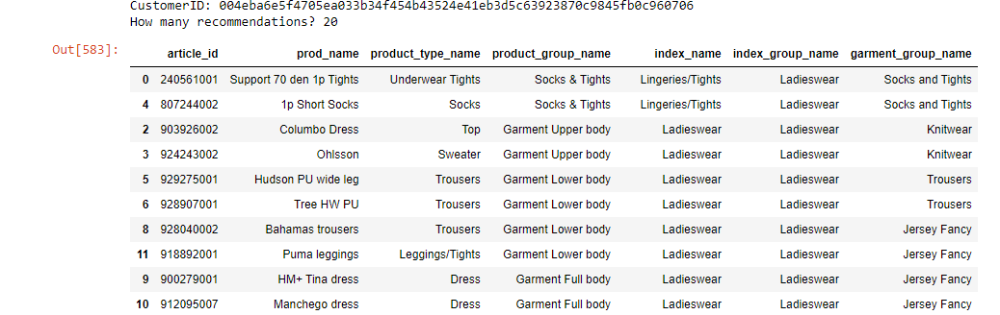 CustomerID: 004eba6e5f4705ea033b34f454b43524e41eb3d5c63923870c9845fb0c960706
How many recommendations? 20
Out[583]:
article_id prod_name product_type_name product_group_name index_name index_group_name garment_group_name
0 240561001 Support 70 den 1p Tights Underwear Tights Socks & Tights Lingeries/Tights Ladieswear Socks and Tights
4 807244002 1p Short Socks Socks Socks & Tights Lingeries/Tights Ladieswear Socks and Tights
2 903926002 Columbo Dress Top Garment Upper body Ladieswear Ladieswear Knitwear
3 924243002 Ohlsson Sweater Garment Upper body Ladieswear Ladieswear Knitwear
5 929275001 Hudson PU wide leg Trousers Garment Lower body Ladieswear Ladieswear Trousers
6 928907001 Tree HW PU Trousers Garment Lower body Ladieswear Ladieswear Trousers
8 928040002 Bahamas trousers Trousers Garment Lower body Ladieswear Ladieswear Jersey Fancy
11 918892001 Puma leggings Leggings/Tights Garment Lower body Ladieswear Ladieswear Jersey Fancy
9 900279001 HM+ Tina dress Dress Garment Full body Ladieswear Ladieswear Jersey Fancy
10 912095007 Manchego dress Dress Garment Full body Ladieswear Ladieswear Jersey Fancy